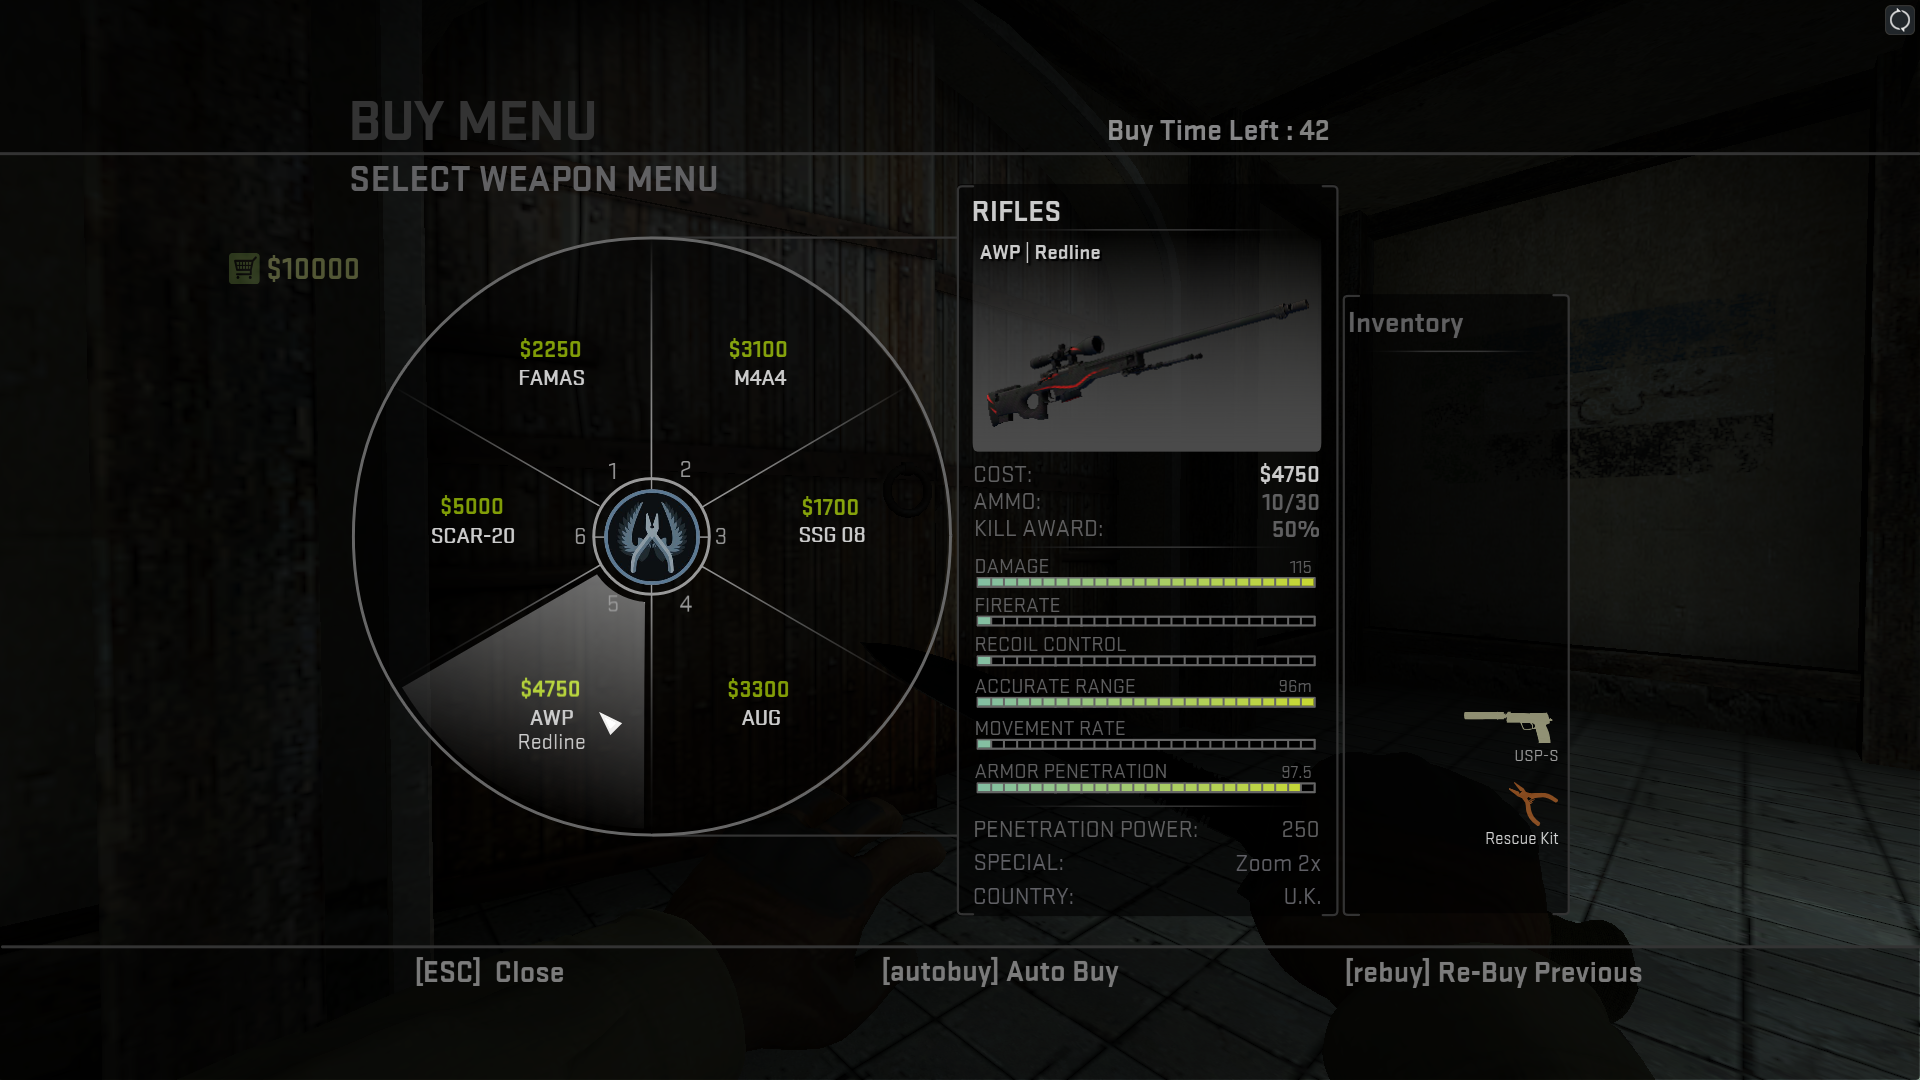 BUY MENU
Buy Time Left : 42
SELECT WEAPON MENU
$10000
$2250
FAMAS
$3100
M4A4
$5000
SCAR-20
$1700
SSG 08
1
2
6
3
5
4
$4750
AWP
Redline
$3300
AUG
RIFLES
AWP | Redline
COST: $4750
AMMO: 10/30
KILL AWARD: 50%
DAMAGE 115
FIRERATE
RECOIL CONTROL
ACCURATE RANGE 96m
MOVEMENT RATE
ARMOR PENETRATION 97.5
PENETRATION POWER: 250
SPECIAL: Zoom 2x
COUNTRY: U.K.
Inventory
USP-S
Rescue Kit
[ESC] Close
[autobuy] Auto Buy
[rebuy] Re-Buy Previous